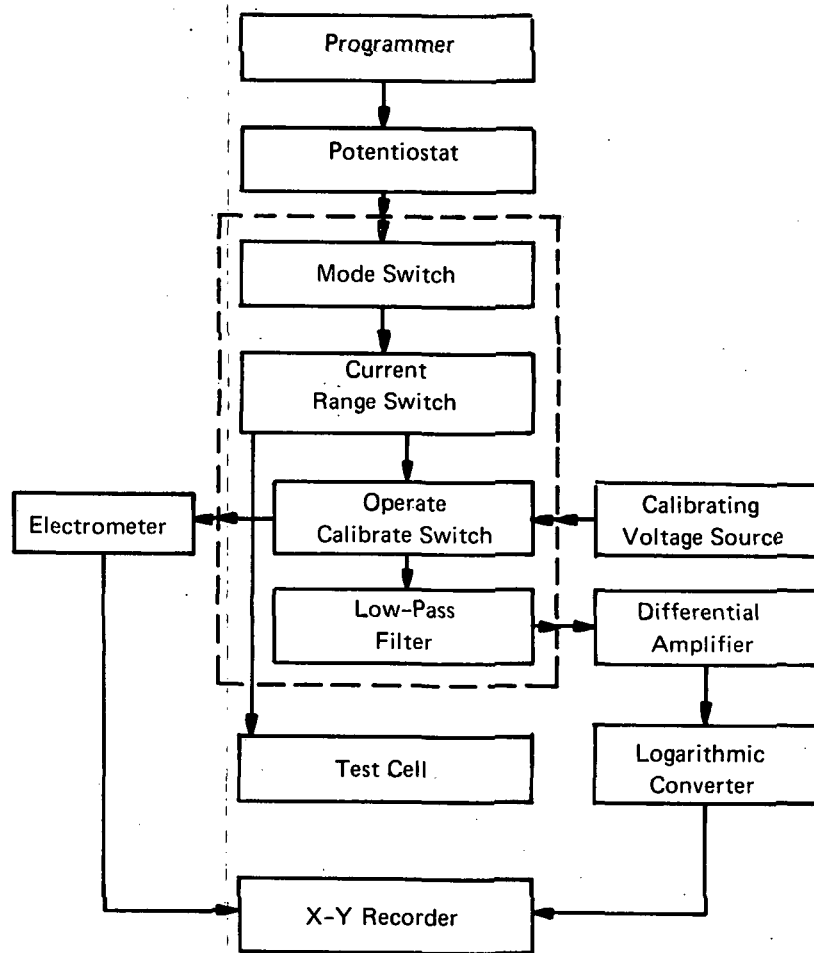 Programmer
Potentiostat
Mode Switch
Current
Range Switch
Operate
Calibrate Switch
Electrometer
Calibrating
Voltage Source
Low-Pass
Filter
Differential
Amplifier
Test Cell
Logarithmic
Converter
X-Y Recorder